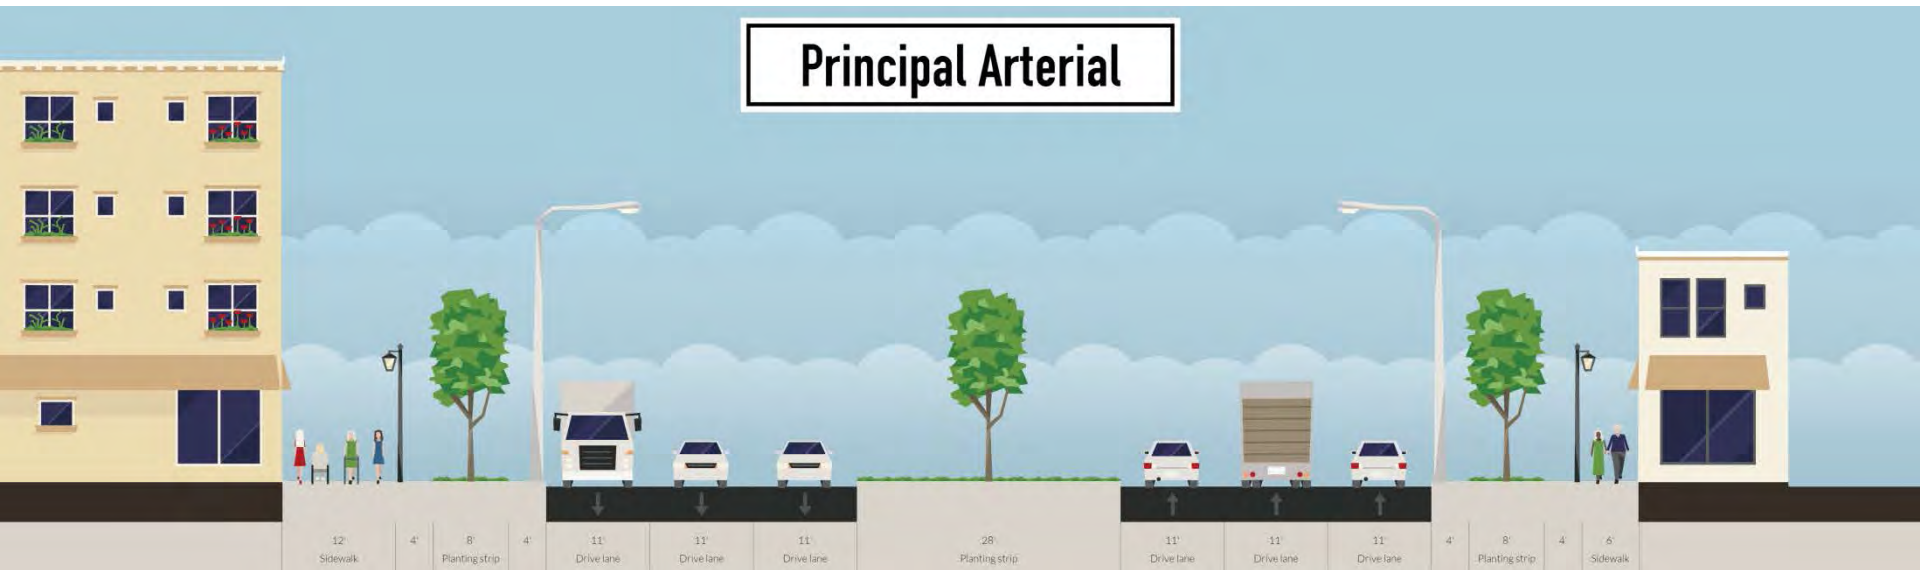 Principal Arterial
12' 4' 8' 4' 11' 11' 11' 28' 11' 11' 11' 4' 8' 4' 6'
Sidewalk Planting strip Drive lane Drive lane Drive lane Planting strip Drive lane Drive lane Drive lane Planting strip Sidewalk